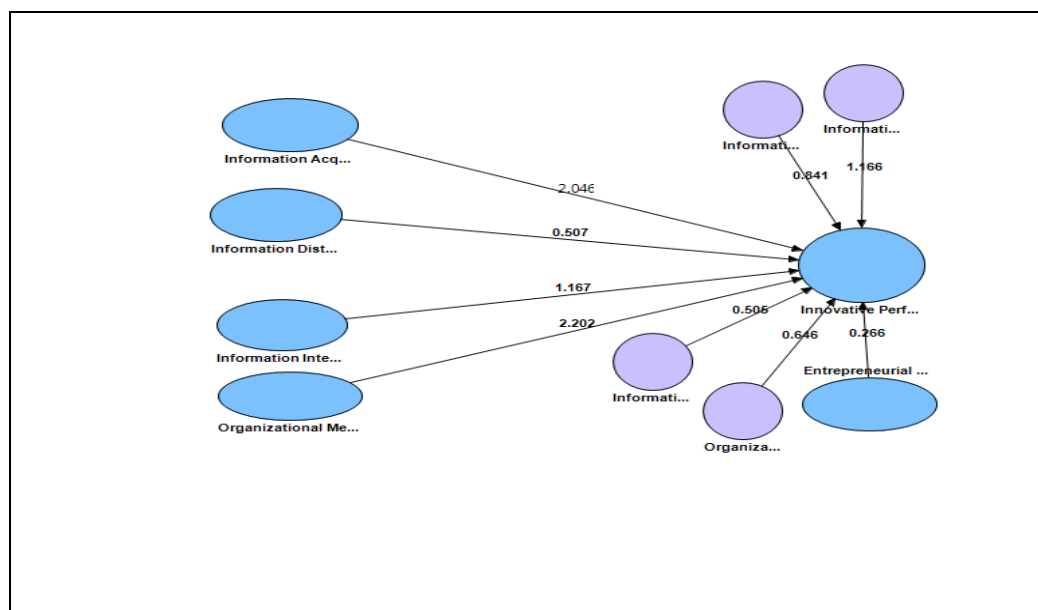 Informati...
Informati...
Information Acq...
0.841
1.166
2.046
Information Dist...
0.507
1.167
Innovative Perf...
0.505
2.202
0.646
0.266
Information Inte...
Entrepreneurial ...
Informati...
Organizational Me...
Organiza...